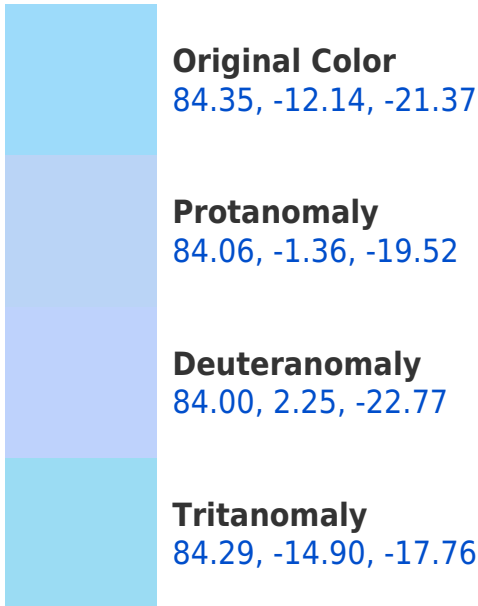 Original Color
84.35, -12.14, -21.37
Protanomaly
84.06, -1.36, -19.52
Deuteranomaly
84.00, 2.25, -22.77
Tritanomaly
84.29, -14.90, -17.76